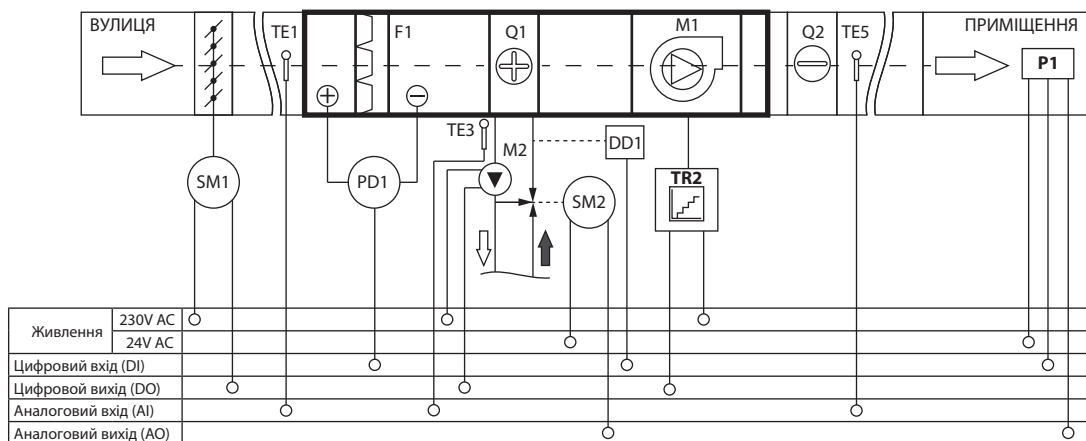 ВУЛИЦЯ TE1 F1 Q1 M1 Q2 TE5 ПРИМІЩЕННЯ
P1
TE3
M2
DD1
SM1
PD1
SM2
TR2
Живлення
230V AC
24V AC
Цифровий вхід (DI)
Цифровой вихід (DO)
Аналоговий вхід (AI)
Аналоговий вихід (AO)